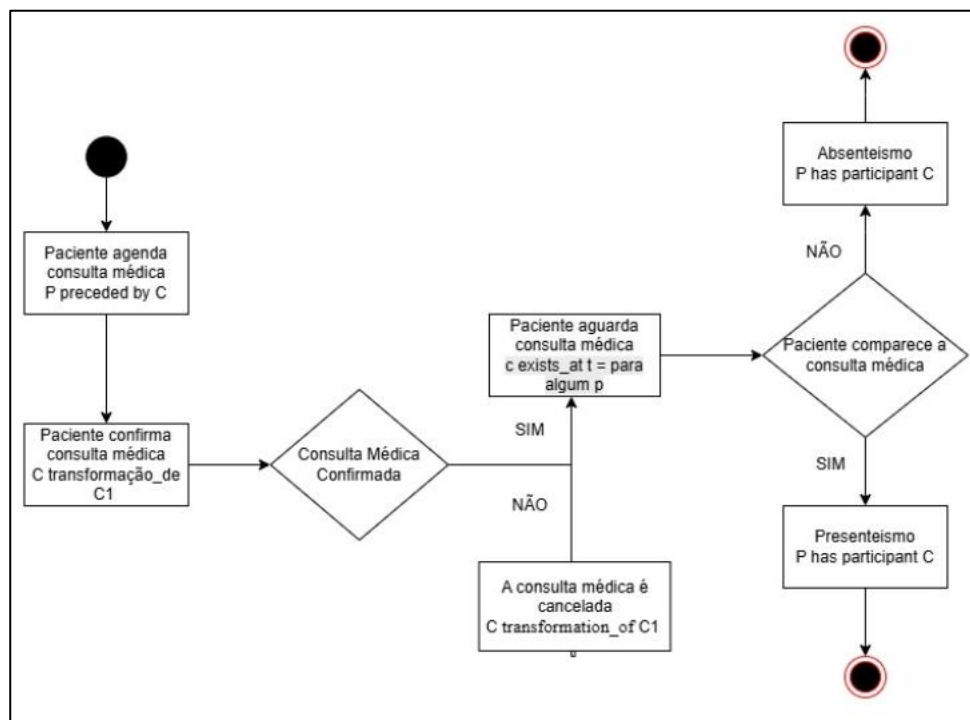 Paciente agenda
consulta médica
P preceded by C
Paciente confirma
consulta médica
C transformação_de
C1
Consulta Médica
Confirmada
SIM
NÃO
A consulta médica é
cancelada
C transformation_of C1
Paciente aguarda
consulta médica
c exists_at t = para
algum p
Paciente comparece a
consulta médica
NÃO
Absenteismo
P has participant C
SIM
Presenteismo
P has participant C